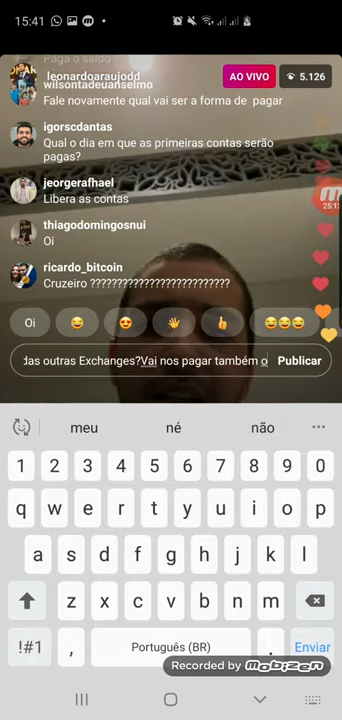 15:41
Paga o saldo
leonardoaraujodd
AO VIVO
5.126
wilsontadeuanselmo
Fale novamente qual vai ser a forma de pagar
igorscdantas
Qual o dia em que as primeiras contas serão
pagas?
jeorgerafhael
Libera as contas
25:1
thiagodomingosnui
Oi
ricardo_bitcoin
Cruzeiro ??????????????????????????
Oi
das outras Exchanges?Vai nos pagar também o
Publicar
meu né não
1 2 3 4 5 6 7 8 9 0
q w e r t y u i o p
a s d f g h j k l
z x c v b n m
!#1 , Português (BR) . Enviar
Recorded by mobizen